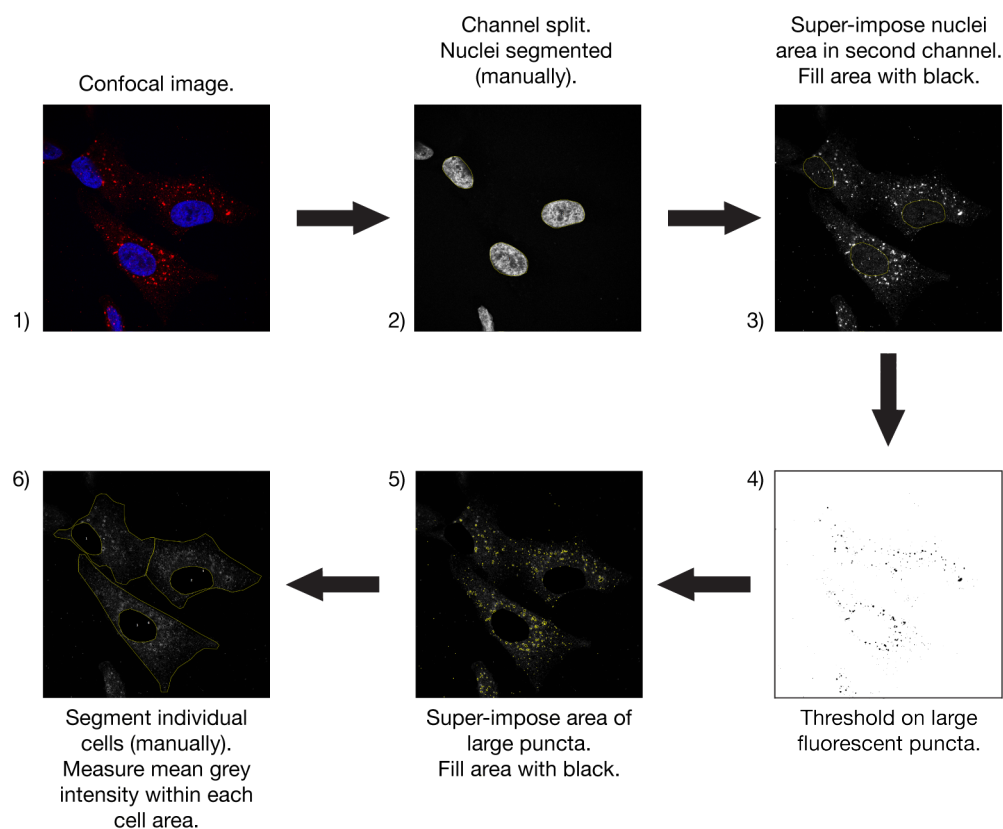 Confocal image.
1)
Channel split.
Nuclei segmented
(manually).
2)
Super-impose nuclei
area in second channel.
Fill area with black.
3)
4)
Threshold on large
fluorescent puncta.
5)
Super-impose area of
large puncta.
Fill area with black.
6)
Segment individual
cells (manually).
Measure mean grey
intensity within each
cell area.